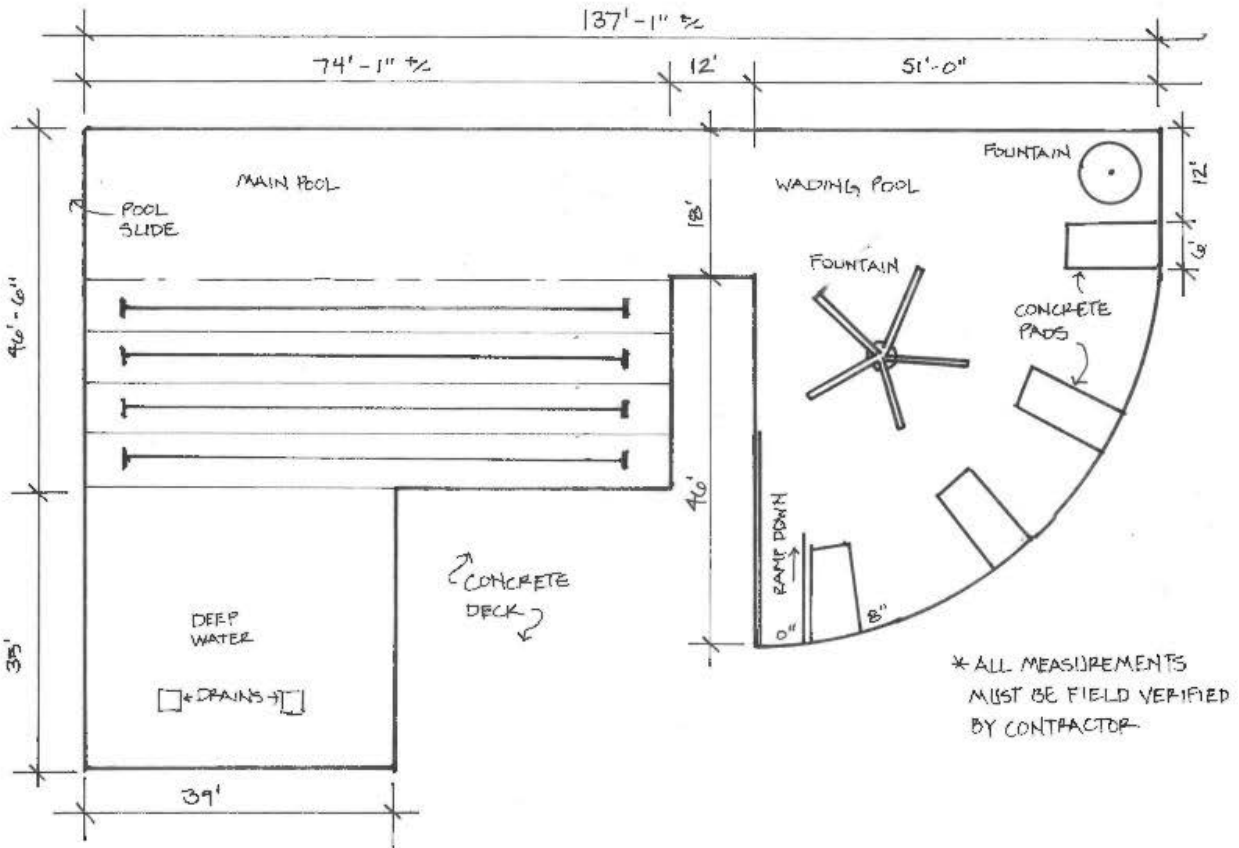 137'-1" +/-
74'-1" +/-
12'
51'-0"
MAIN POOL
WADING POOL
FOUNTAIN
12'
POOL
SLIDE
18'
6'
FOUNTAIN
46'-6"
CONCRETE
PADS
46'
RAMP DOWN
CONCRETE
DECK
DEEP
WATER
0"
8"
35'
DRAINS
* ALL MEASUREMENTS
MUST BE FIELD VERIFIED
BY CONTRACTOR
39'